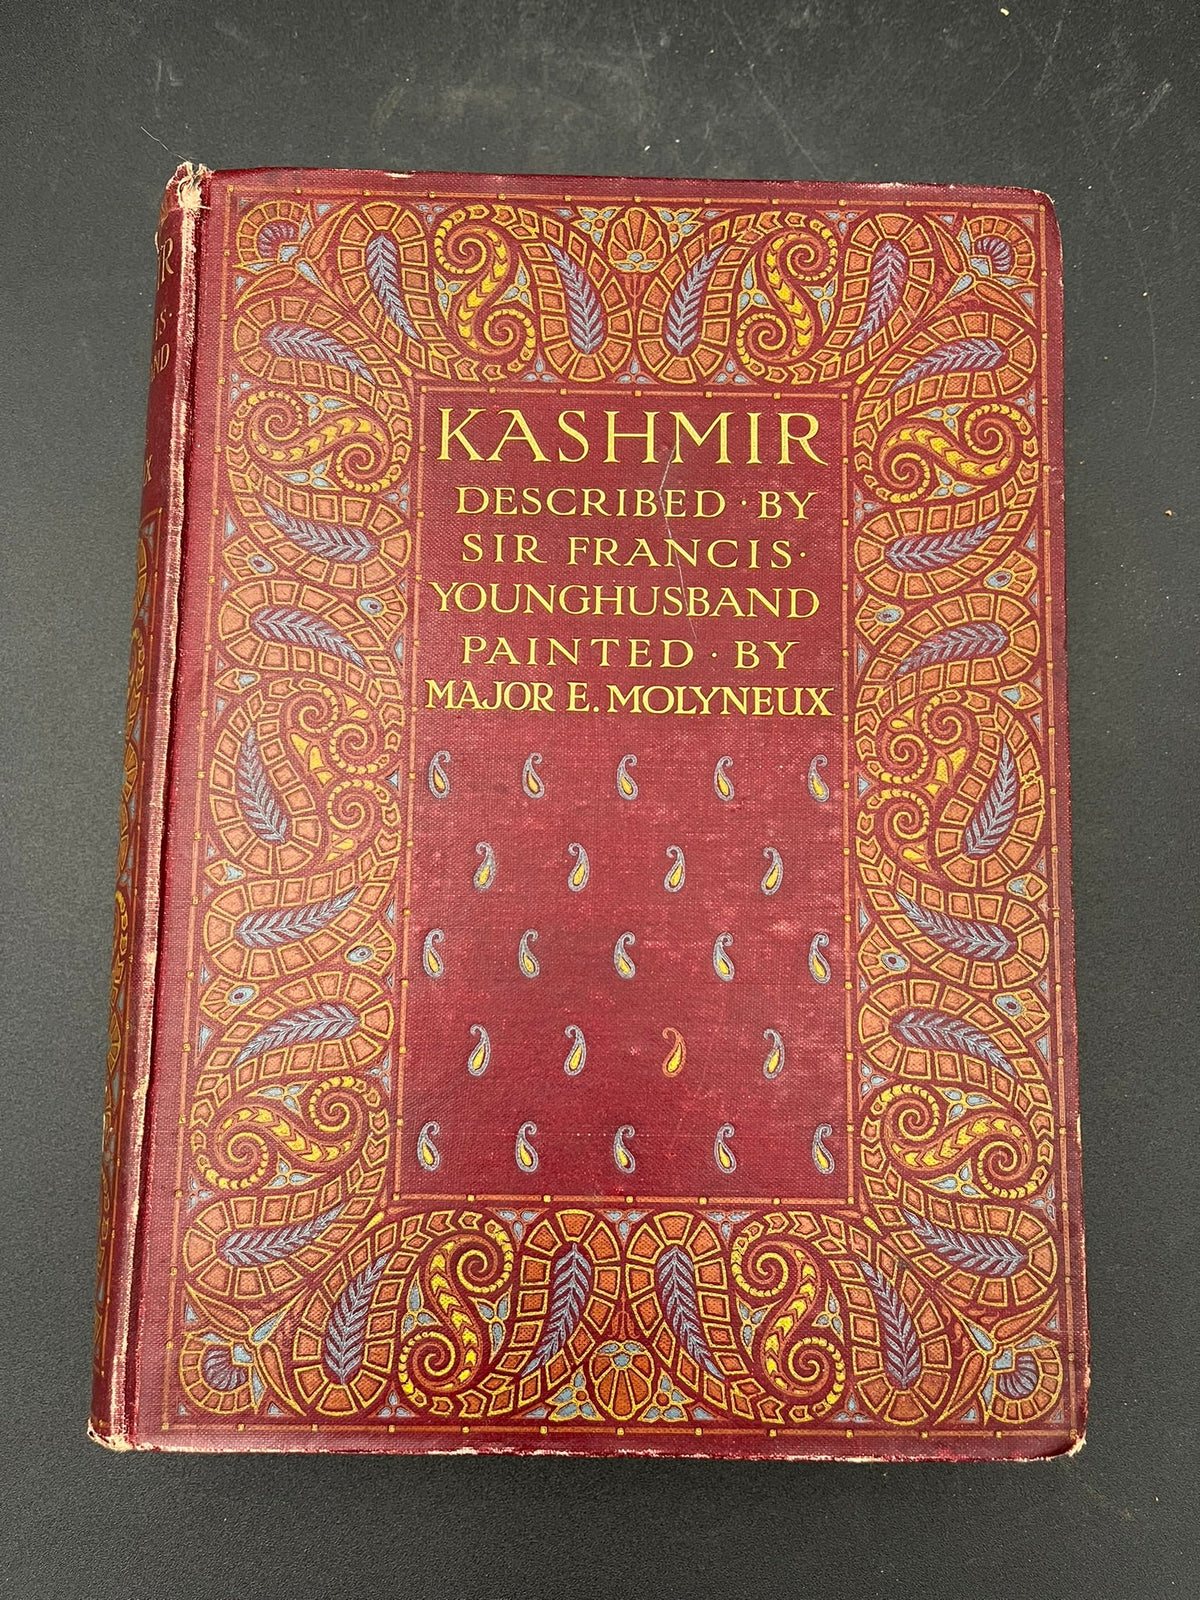 KASHMIR
DESCRIBED · BY
SIR FRANCIS ·
YOUNGHUSBAND
PAINTED · BY
MAJOR E. MOLYNEUX